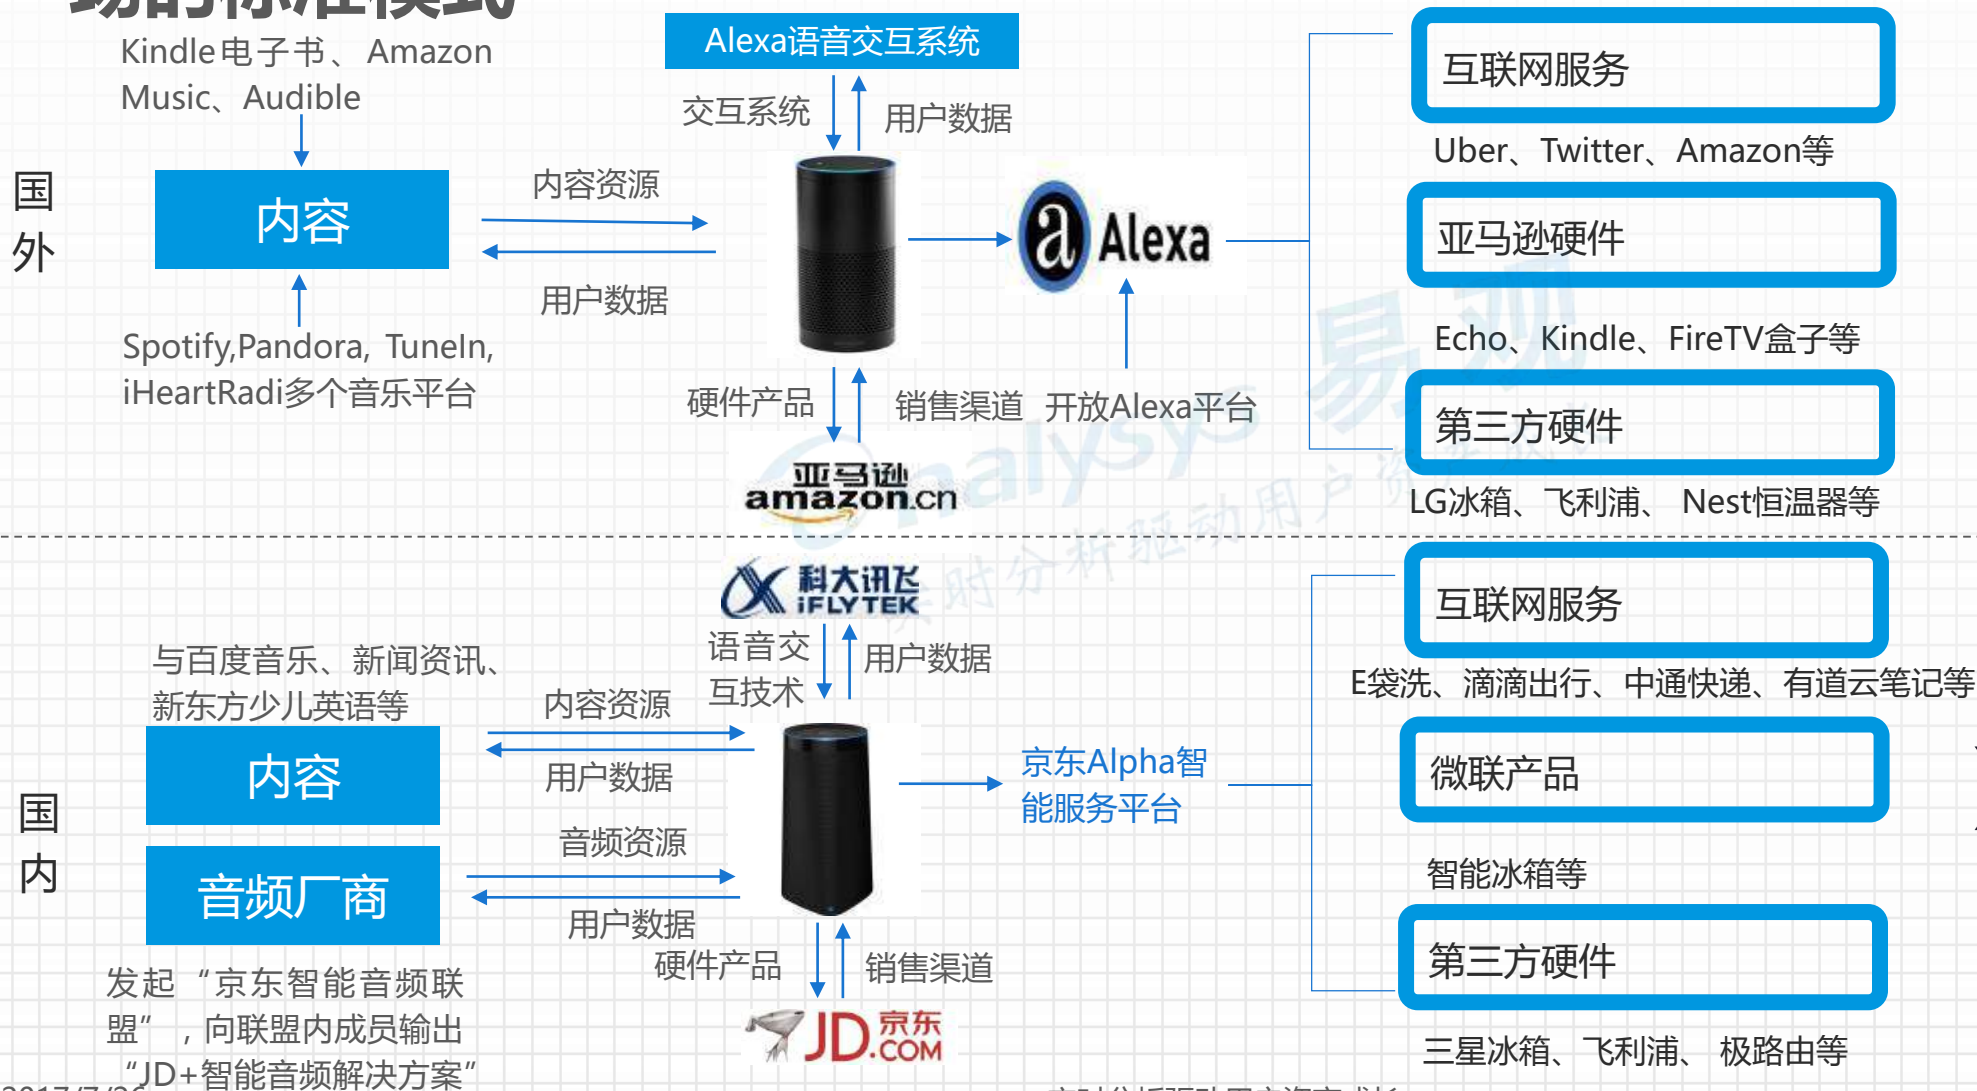 Kindle电子书、Amazon
Music、Audible
Alexa语音交互系统
交互系统
用户数据
国
外
内容
内容资源
用户数据
Spotify,Pandora, TuneIn,
iHeartRadi多个音乐平台
a Alexa
硬件产品
销售渠道
开放Alexa平台
亚马逊
amazon.cn
互联网服务
Uber、Twitter、Amazon等
亚马逊硬件
Echo、Kindle、FireTV盒子等
第三方硬件
LG冰箱、飞利浦、 Nest恒温器等
nalysys 易观
实时分析驱动用户资产成长
科大讯飞
iFLYTEK
语音交
互技术
用户数据
国
内
与百度音乐、新闻资讯、
新东方少儿英语等
内容
内容资源
用户数据
音频厂商
音频资源
用户数据
发起“京东智能音频联
盟”,向联盟内成员输出
“JD+智能音频解决方案”
硬件产品
销售渠道
JD 京东
.COM
京东Alpha智
能服务平台
互联网服务
E袋洗、滴滴出行、中通快递、有道云笔记等
微联产品
智能冰箱等
第三方硬件
三星冰箱、飞利浦、 极路由等